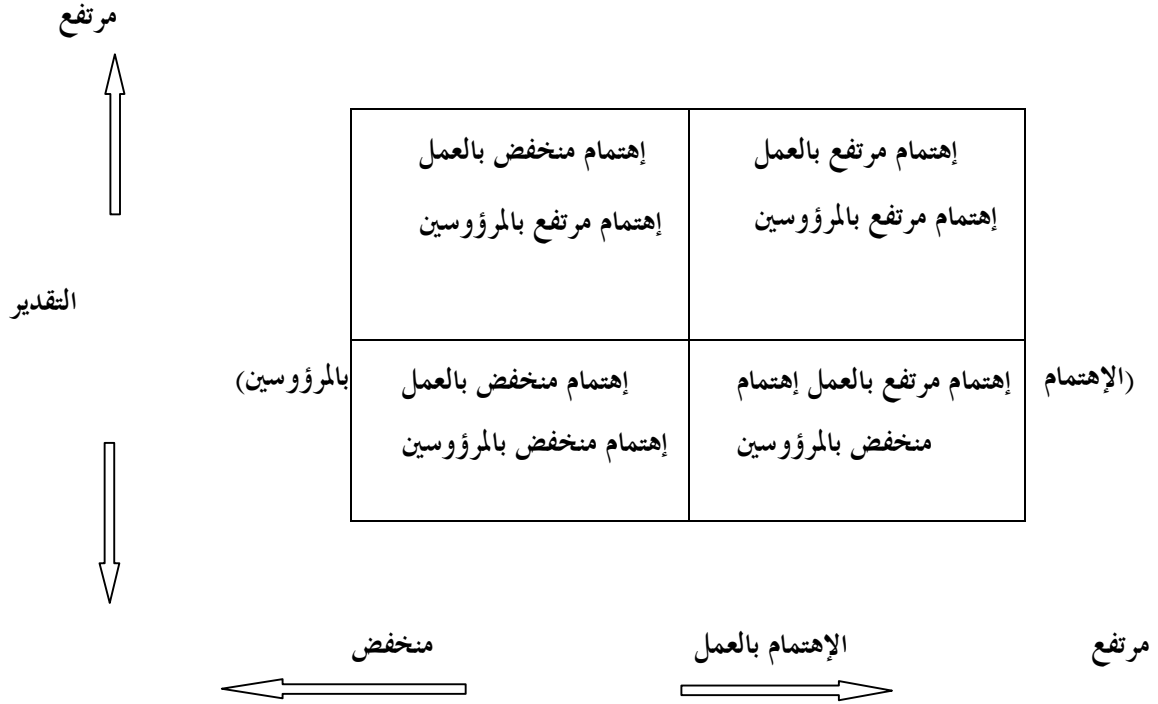 مرتفع
إهتمام مرتفع بالعمل
إهتمام مرتفع بالمرؤوسين
إهتمام منخفض بالعمل
إهتمام مرتفع بالمرؤوسين
التقدير
(الإهتمام
إهتمام مرتفع بالعمل إهتمام
منخفض بالمرؤوسين
إهتمام منخفض بالعمل
إهتمام منخفض بالمرؤوسين
بالمرؤوسين)
مرتفع
الإهتمام بالعمل
منخفض